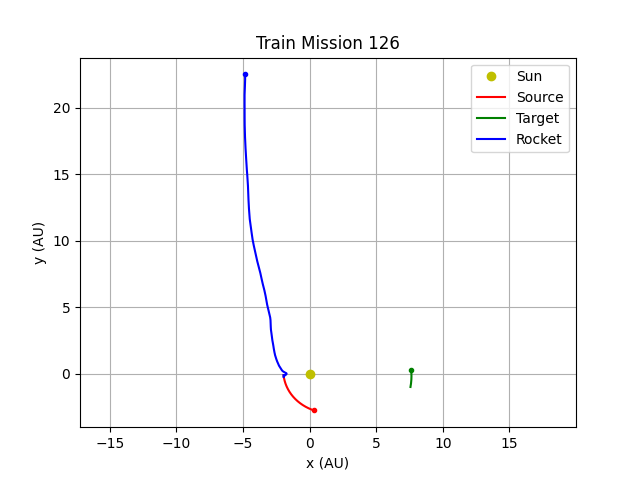 Train Mission 126
Sun
Source
Target
Rocket
20
15
10
5
0
−15
−10
−5
0
5
10
15
y (AU)
x (AU)